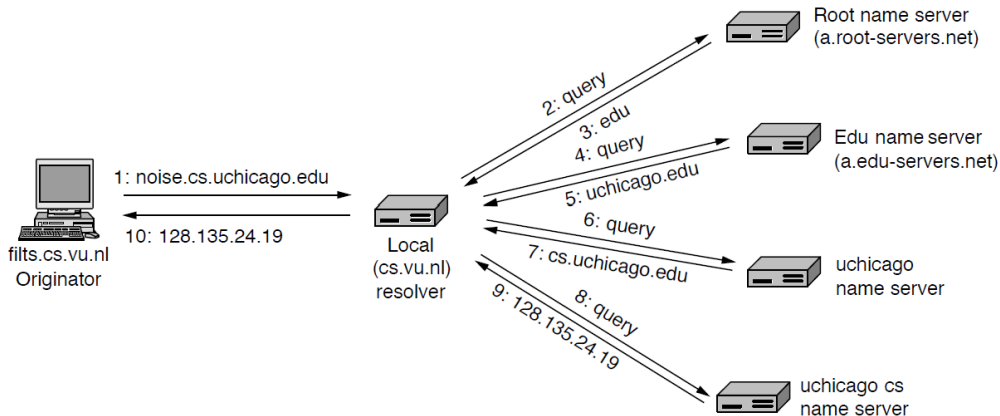 Root name server
(a.root-servers.net)
2: query
3: edu
4: query
Edu name server
(a.edu-servers.net)
1: noise.cs.uchicago.edu
5: uchicago.edu
6: query
10: 128.135.24.19
filts.cs.vu.nl
Originator
Local
(cs.vu.nl)
resolver
7: cs.uchicago.edu
uchicago
name server
8: query
9: 128.135.24.19
uchicago cs
name server